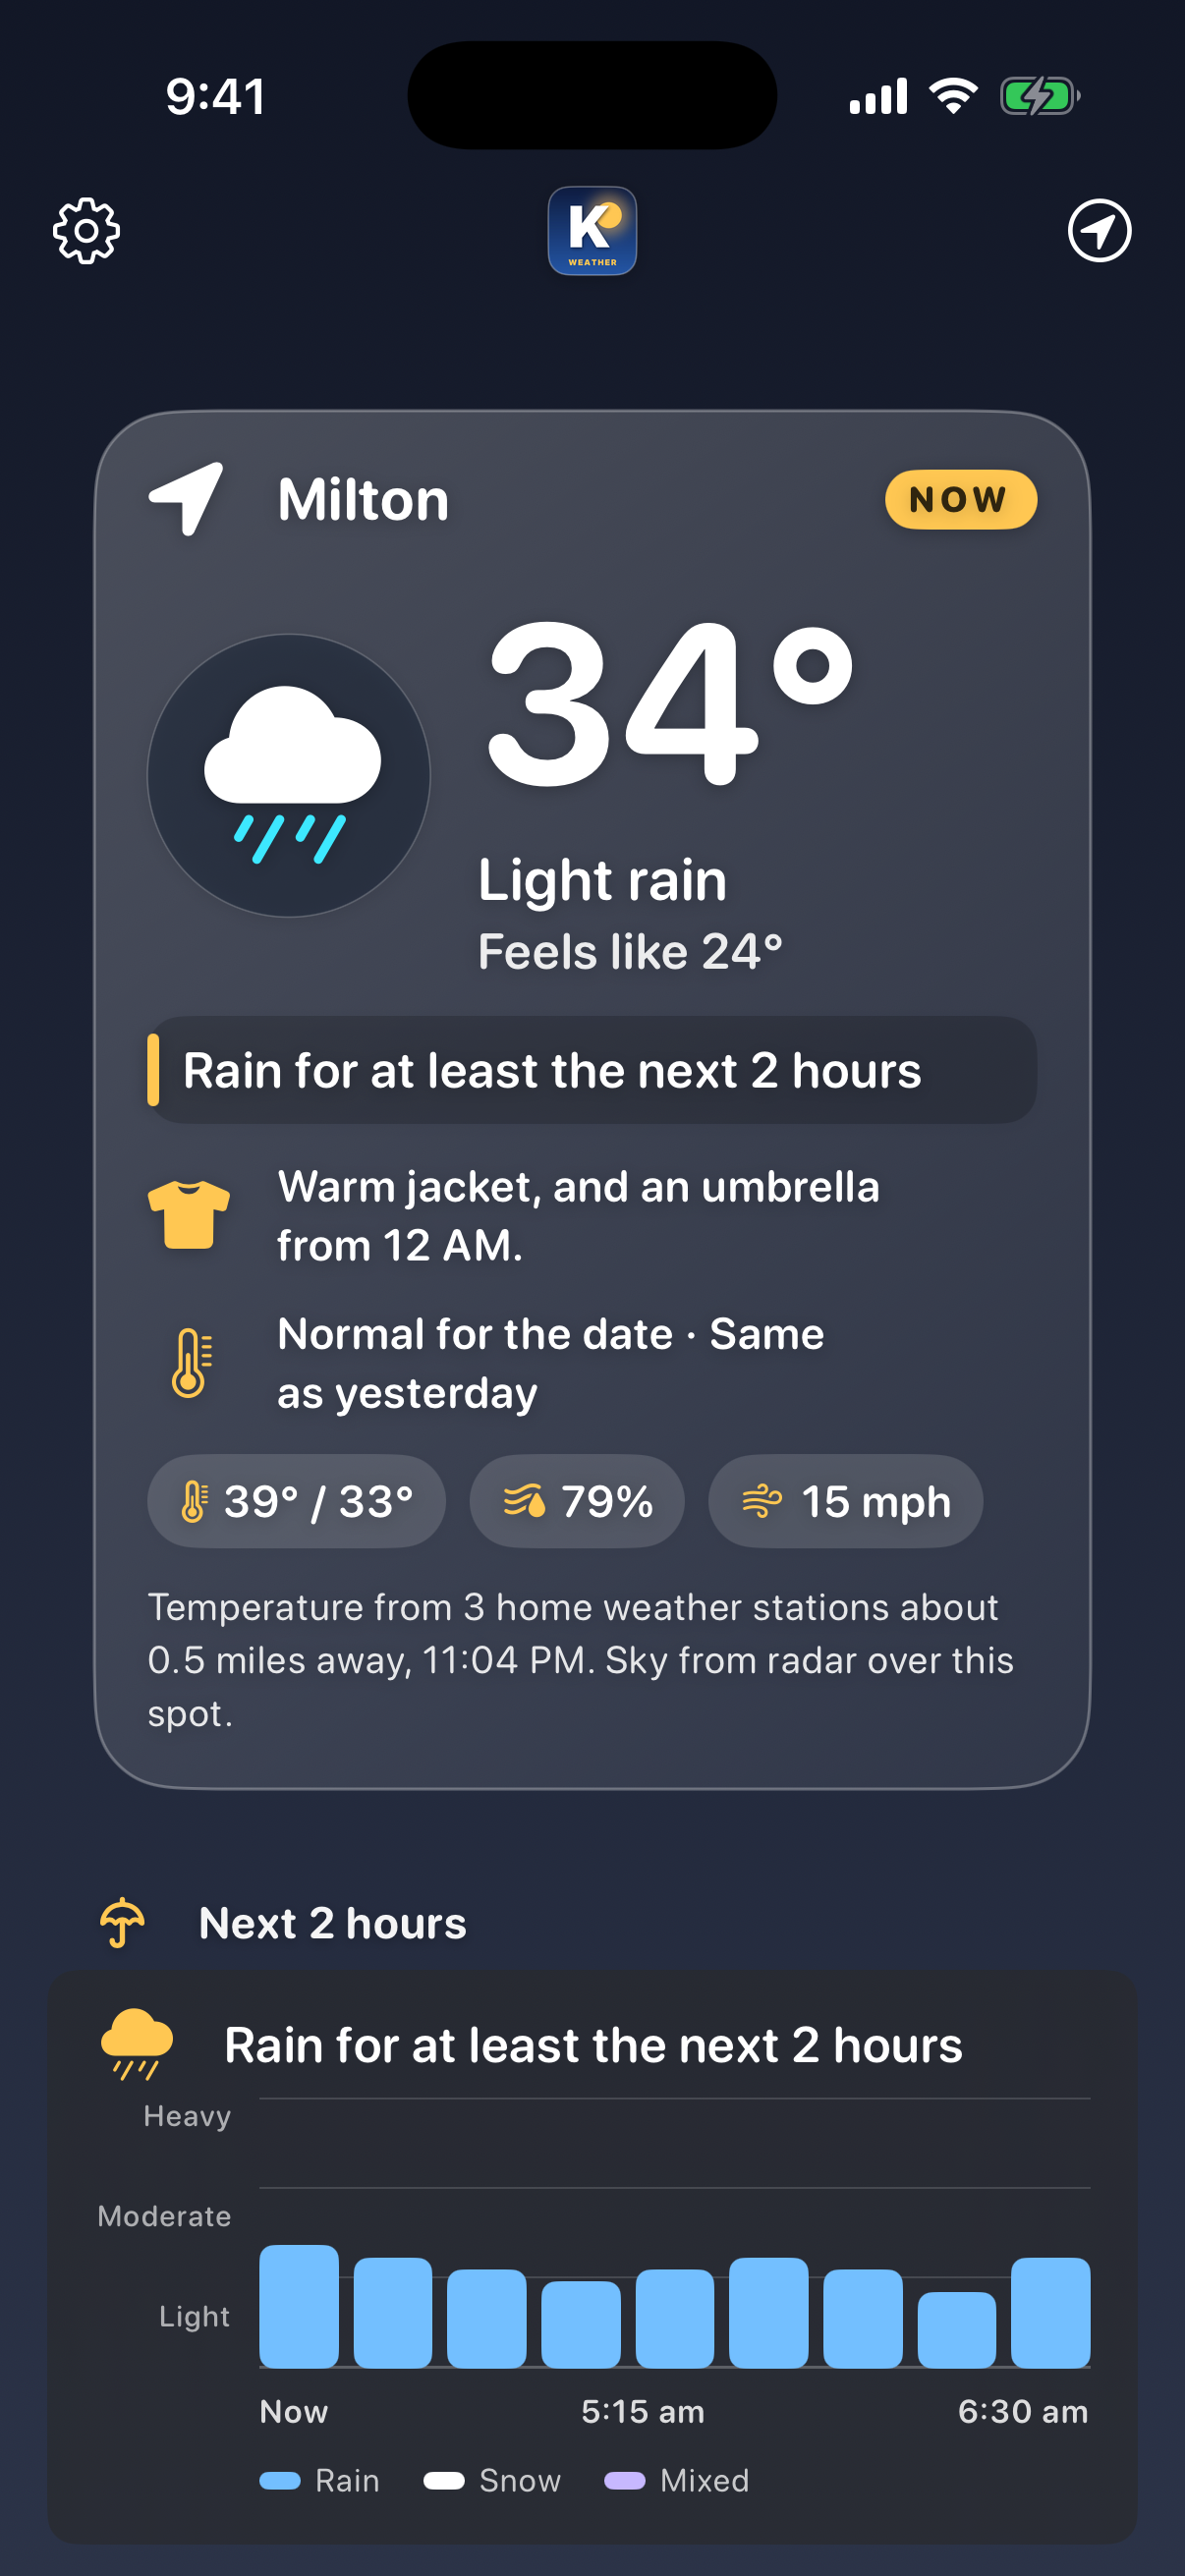 9:41
K
WEATHER
Milton
NOW
34°
Light rain
Feels like 24°
Rain for at least the next 2 hours
Warm jacket, and an umbrella
from 12 AM.
Normal for the date · Same
as yesterday
39° / 33°
79%
15 mph
Temperature from 3 home weather stations about
0.5 miles away, 11:04 PM. Sky from radar over this
spot.
Next 2 hours
Rain for at least the next 2 hours
Heavy
Moderate
Light
Now 5:15 am 6:30 am
Rain Snow Mixed